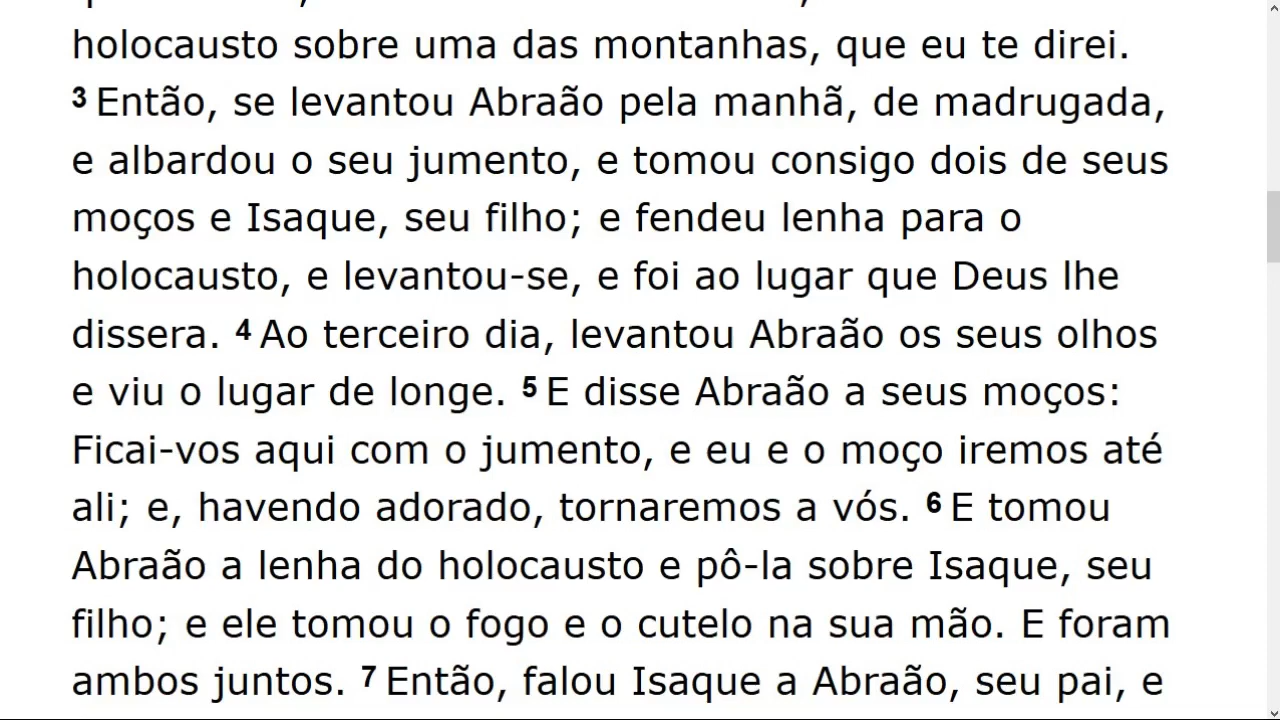 holocausto sobre uma das montanhas, que eu te direi.
3 Então, se levantou Abraão pela manhã, de madrugada,
e albardou o seu jumento, e tomou consigo dois de seus
moços e Isaque, seu filho; e fendeu lenha para o
holocausto, e levantou-se, e foi ao lugar que Deus lhe
dissera. 4 Ao terceiro dia, levantou Abraão os seus olhos
e viu o lugar de longe. 5 E disse Abraão a seus moços:
Ficai-vos aqui com o jumento, e eu e o moço iremos até
ali; e, havendo adorado, tornaremos a vós. 6 E tomou
Abraão a lenha do holocausto e pô-la sobre Isaque, seu
filho; e ele tomou o fogo e o cutelo na sua mão. E foram
ambos juntos. 7 Então, falou Isaque a Abraão, seu pai, e